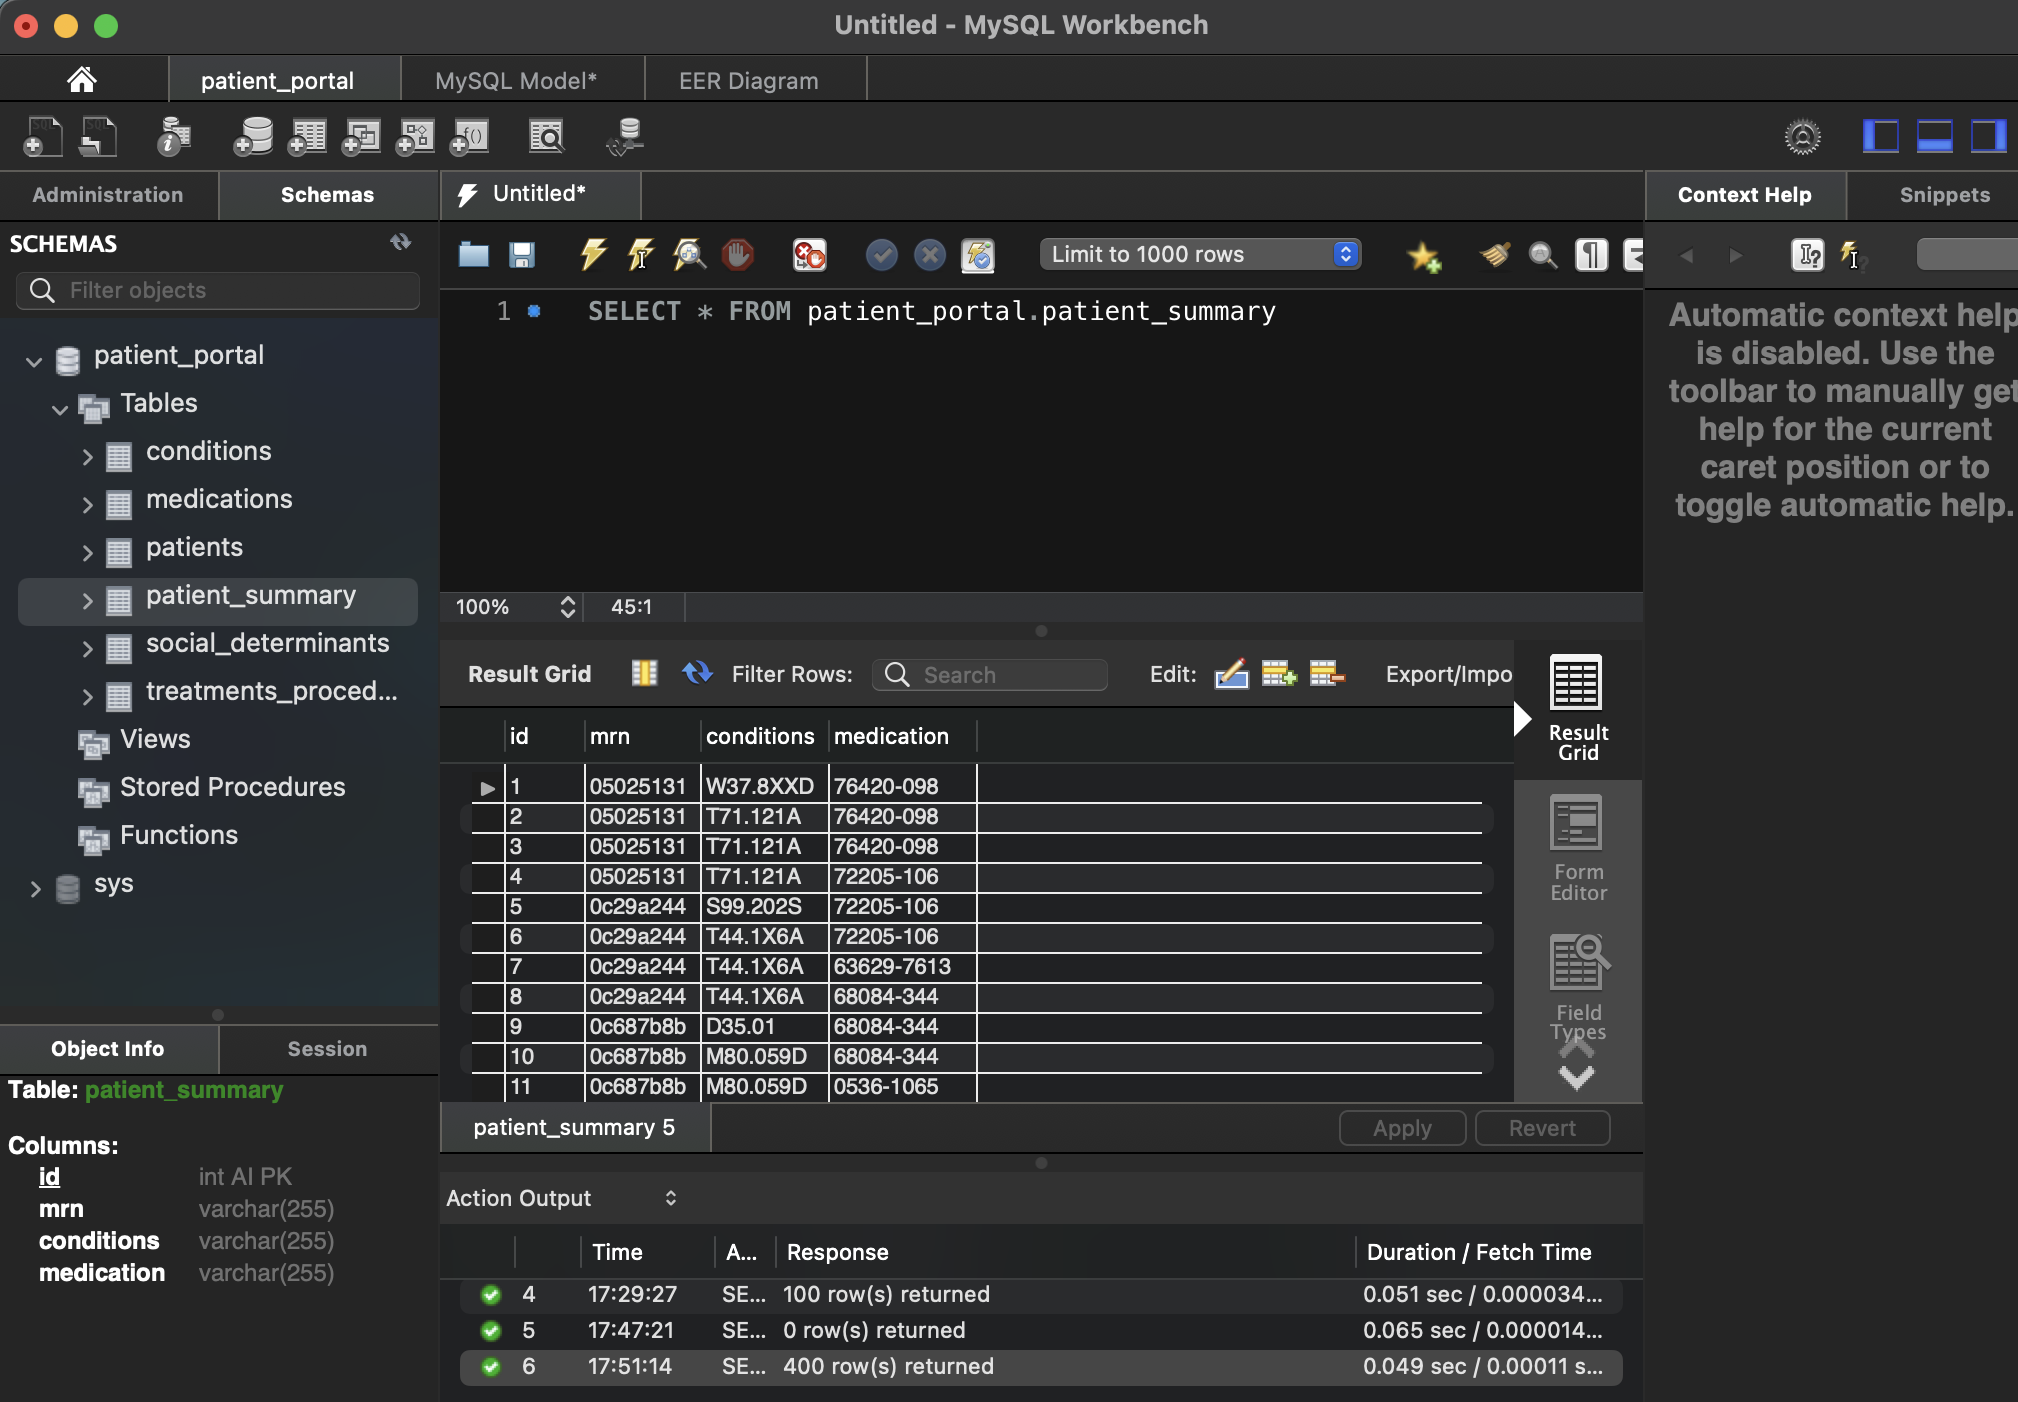 Untitled - MySQL Workbench
patient_portal
MySQL Model*
EER Diagram
Administration
Schemas
Untitled*
Context Help
Snippets
SCHEMAS
Filter objects
Limit to 1000 rows
1 SELECT * FROM patient_portal.patient_summary
Automatic context help
is disabled. Use the
toolbar to manually get
help for the current
caret position or to
toggle automatic help.
patient_portal
Tables
conditions
medications
patients
patient_summary
social_determinants
treatments_proced...
Views
Stored Procedures
Functions
sys
100%
45:1
Result Grid
Filter Rows:
Search
Edit:
Export/Impo
Result
Grid
Form
Editor
Field
Types
id mrn conditions medication
1 05025131 W37.8XXD 76420-098
2 05025131 T71.121A 76420-098
3 05025131 T71.121A 76420-098
4 05025131 T71.121A 72205-106
5 0c29a244 S99.202S 72205-106
6 0c29a244 T44.1X6A 72205-106
7 0c29a244 T44.1X6A 63629-7613
8 0c29a244 T44.1X6A 68084-344
9 0c687b8b D35.01 68084-344
10 0c687b8b M80.059D 68084-344
11 0c687b8b M80.059D 0536-1065
patient_summary 5
Apply
Revert
Object Info
Session
Table: patient_summary
Columns:
id int AI PK
mrn varchar(255)
conditions varchar(255)
medication varchar(255)
Action Output
Time A... Response Duration / Fetch Time
4 17:29:27 SE... 100 row(s) returned 0.051 sec / 0.000034...
5 17:47:21 SE... 0 row(s) returned 0.065 sec / 0.000014...
6 17:51:14 SE... 400 row(s) returned 0.049 sec / 0.00011 s...